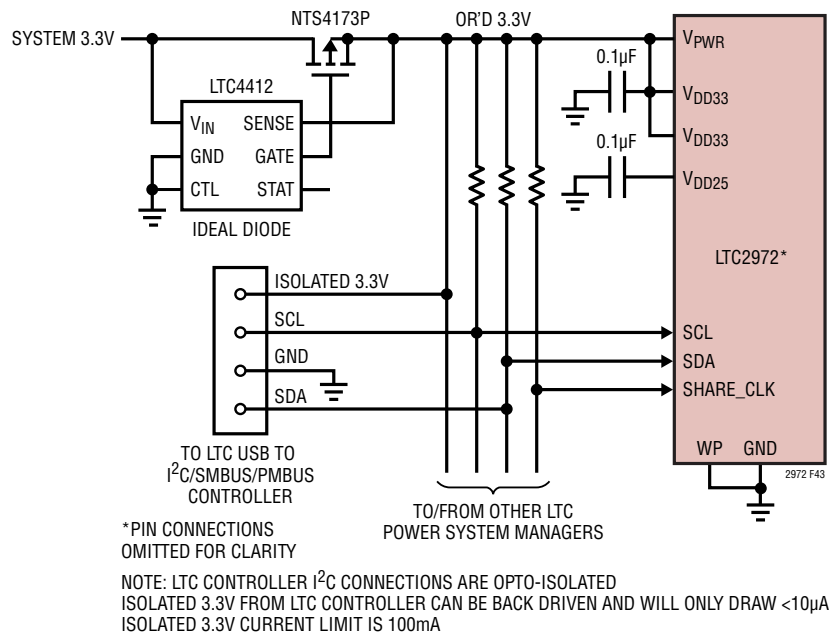 NTS4173P
OR'D 3.3V
SYSTEM 3.3V
LTC4412
VIN
SENSE
GND
GATE
CTL
STAT
IDEAL DIODE
0.1µF
0.1µF
VPWR
VDD33
VDD33
VDD25
LTC2972*
SCL
SDA
SHARE_CLK
WP
GND
2972 F43
ISOLATED 3.3V
SCL
GND
SDA
TO LTC USB TO
I2C/SMBUS/PMBUS
CONTROLLER
TO/FROM OTHER LTC
POWER SYSTEM MANAGERS
*PIN CONNECTIONS
OMITTED FOR CLARITY
NOTE: LTC CONTROLLER I2C CONNECTIONS ARE OPTO-ISOLATED
ISOLATED 3.3V FROM LTC CONTROLLER CAN BE BACK DRIVEN AND WILL ONLY DRAW <10µA
ISOLATED 3.3V CURRENT LIMIT IS 100mA